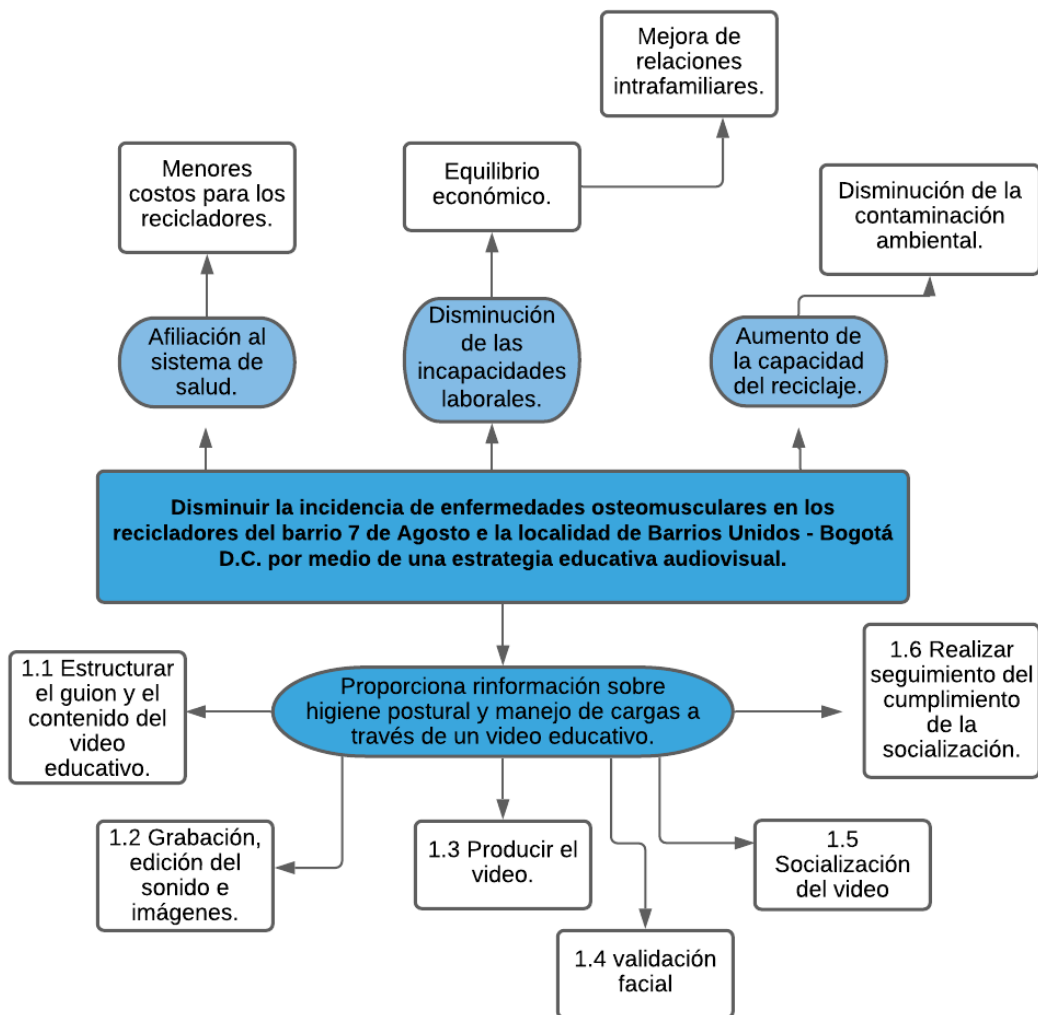 Mejora de
relaciones
intrafamiliares.
Menores
costos para los
recicladores.
Equilibrio
económico.
Disminución de la
contaminación
ambiental.
Afiliación al
sistema de
salud.
Disminución
de las
incapacidades
laborales.
Aumento de
la capacidad
del reciclaje.
Disminuir la incidencia de enfermedades osteomusculares en los
recicladores del barrio 7 de Agosto e la localidad de Barrios Unidos - Bogotá
D.C. por medio de una estrategia educativa audiovisual.
1.1 Estructurar
el guion y el
contenido del
video
educativo.
Proporciona rinformación sobre
higiene postural y manejo de cargas a
través de un video educativo.
1.6 Realizar
seguimiento del
cumplimiento
de la
socialización.
1.2 Grabación,
edición del
sonido e
imágenes.
1.3 Producir el
video.
1.5
Socialización
del video
1.4 validación
facial